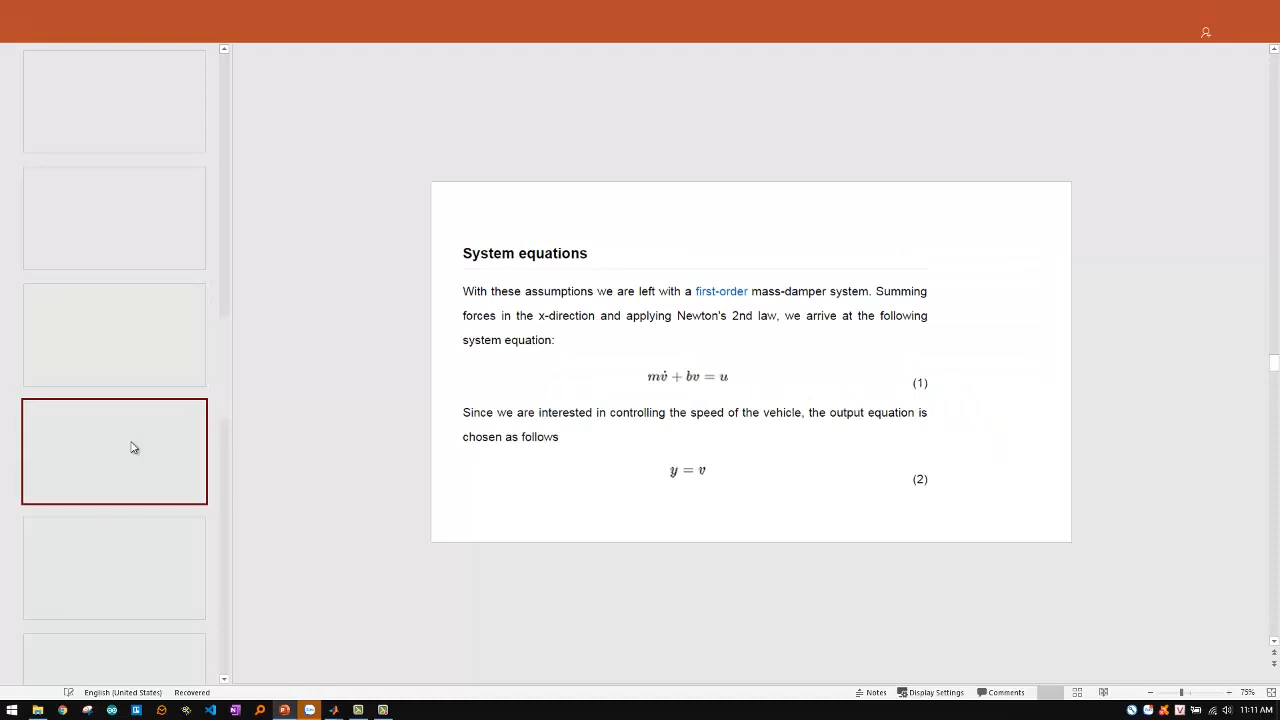 System equations
With these assumptions we are left with a first-order mass-damper system. Summing
forces in the x-direction and applying Newton's 2nd law, we arrive at the following
system equation:
mv̇ + bv = u
(1)
Since we are interested in controlling the speed of the vehicle, the output equation is
chosen as follows
y = v
(2)
English (United States) Recovered Notes Display Settings Comments 75%
11:11 AM